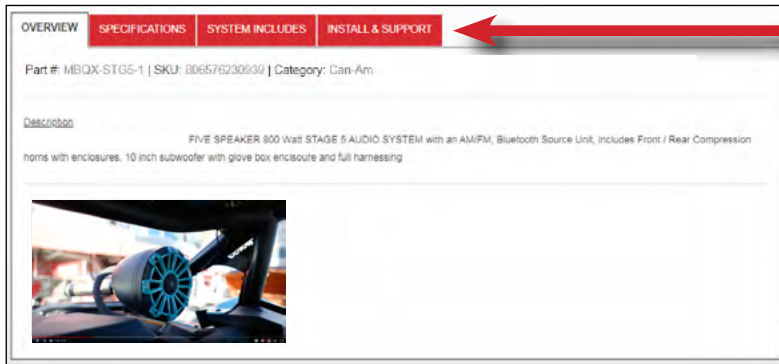 OVERVIEW SPECIFICATIONS SYSTEM INCLUDES INSTALL & SUPPORT
Part #: MBQX-STG5-1 | SKU: 806576230939 | Category: Can-Am
Description
FIVE SPEAKER 800 Watt STAGE 5 AUDIO SYSTEM with an AM/FM, Bluetooth Source Unit, includes Front / Rear Compression
horns with enclosures, 10 inch subwoofer with glove box enclsoure and full harnessing